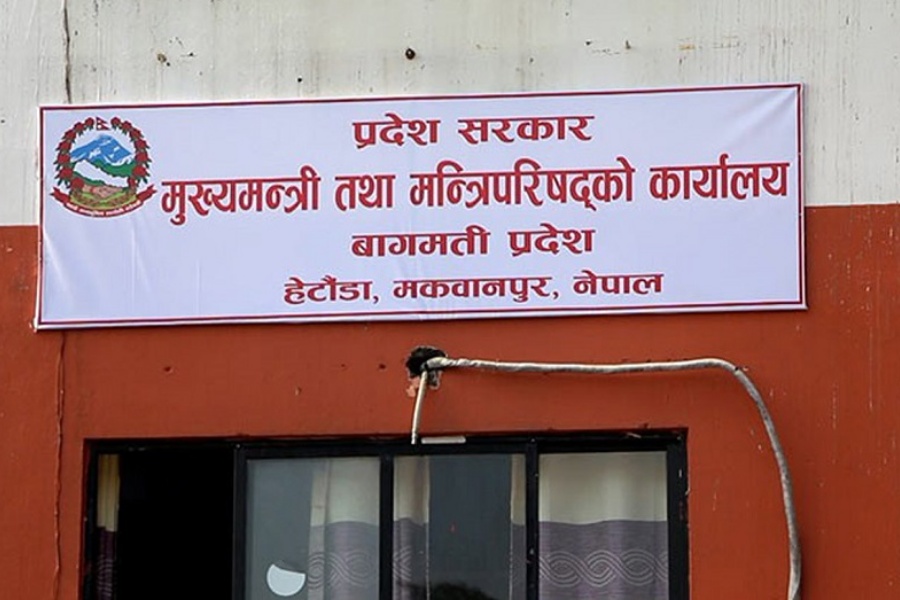 प्रदेश सरकार
मुख्यमन्त्री तथा मन्त्रिपरिषद्को कार्यालय
बागमती प्रदेश
हेटौंडा, मकवानपुर, नेपाल